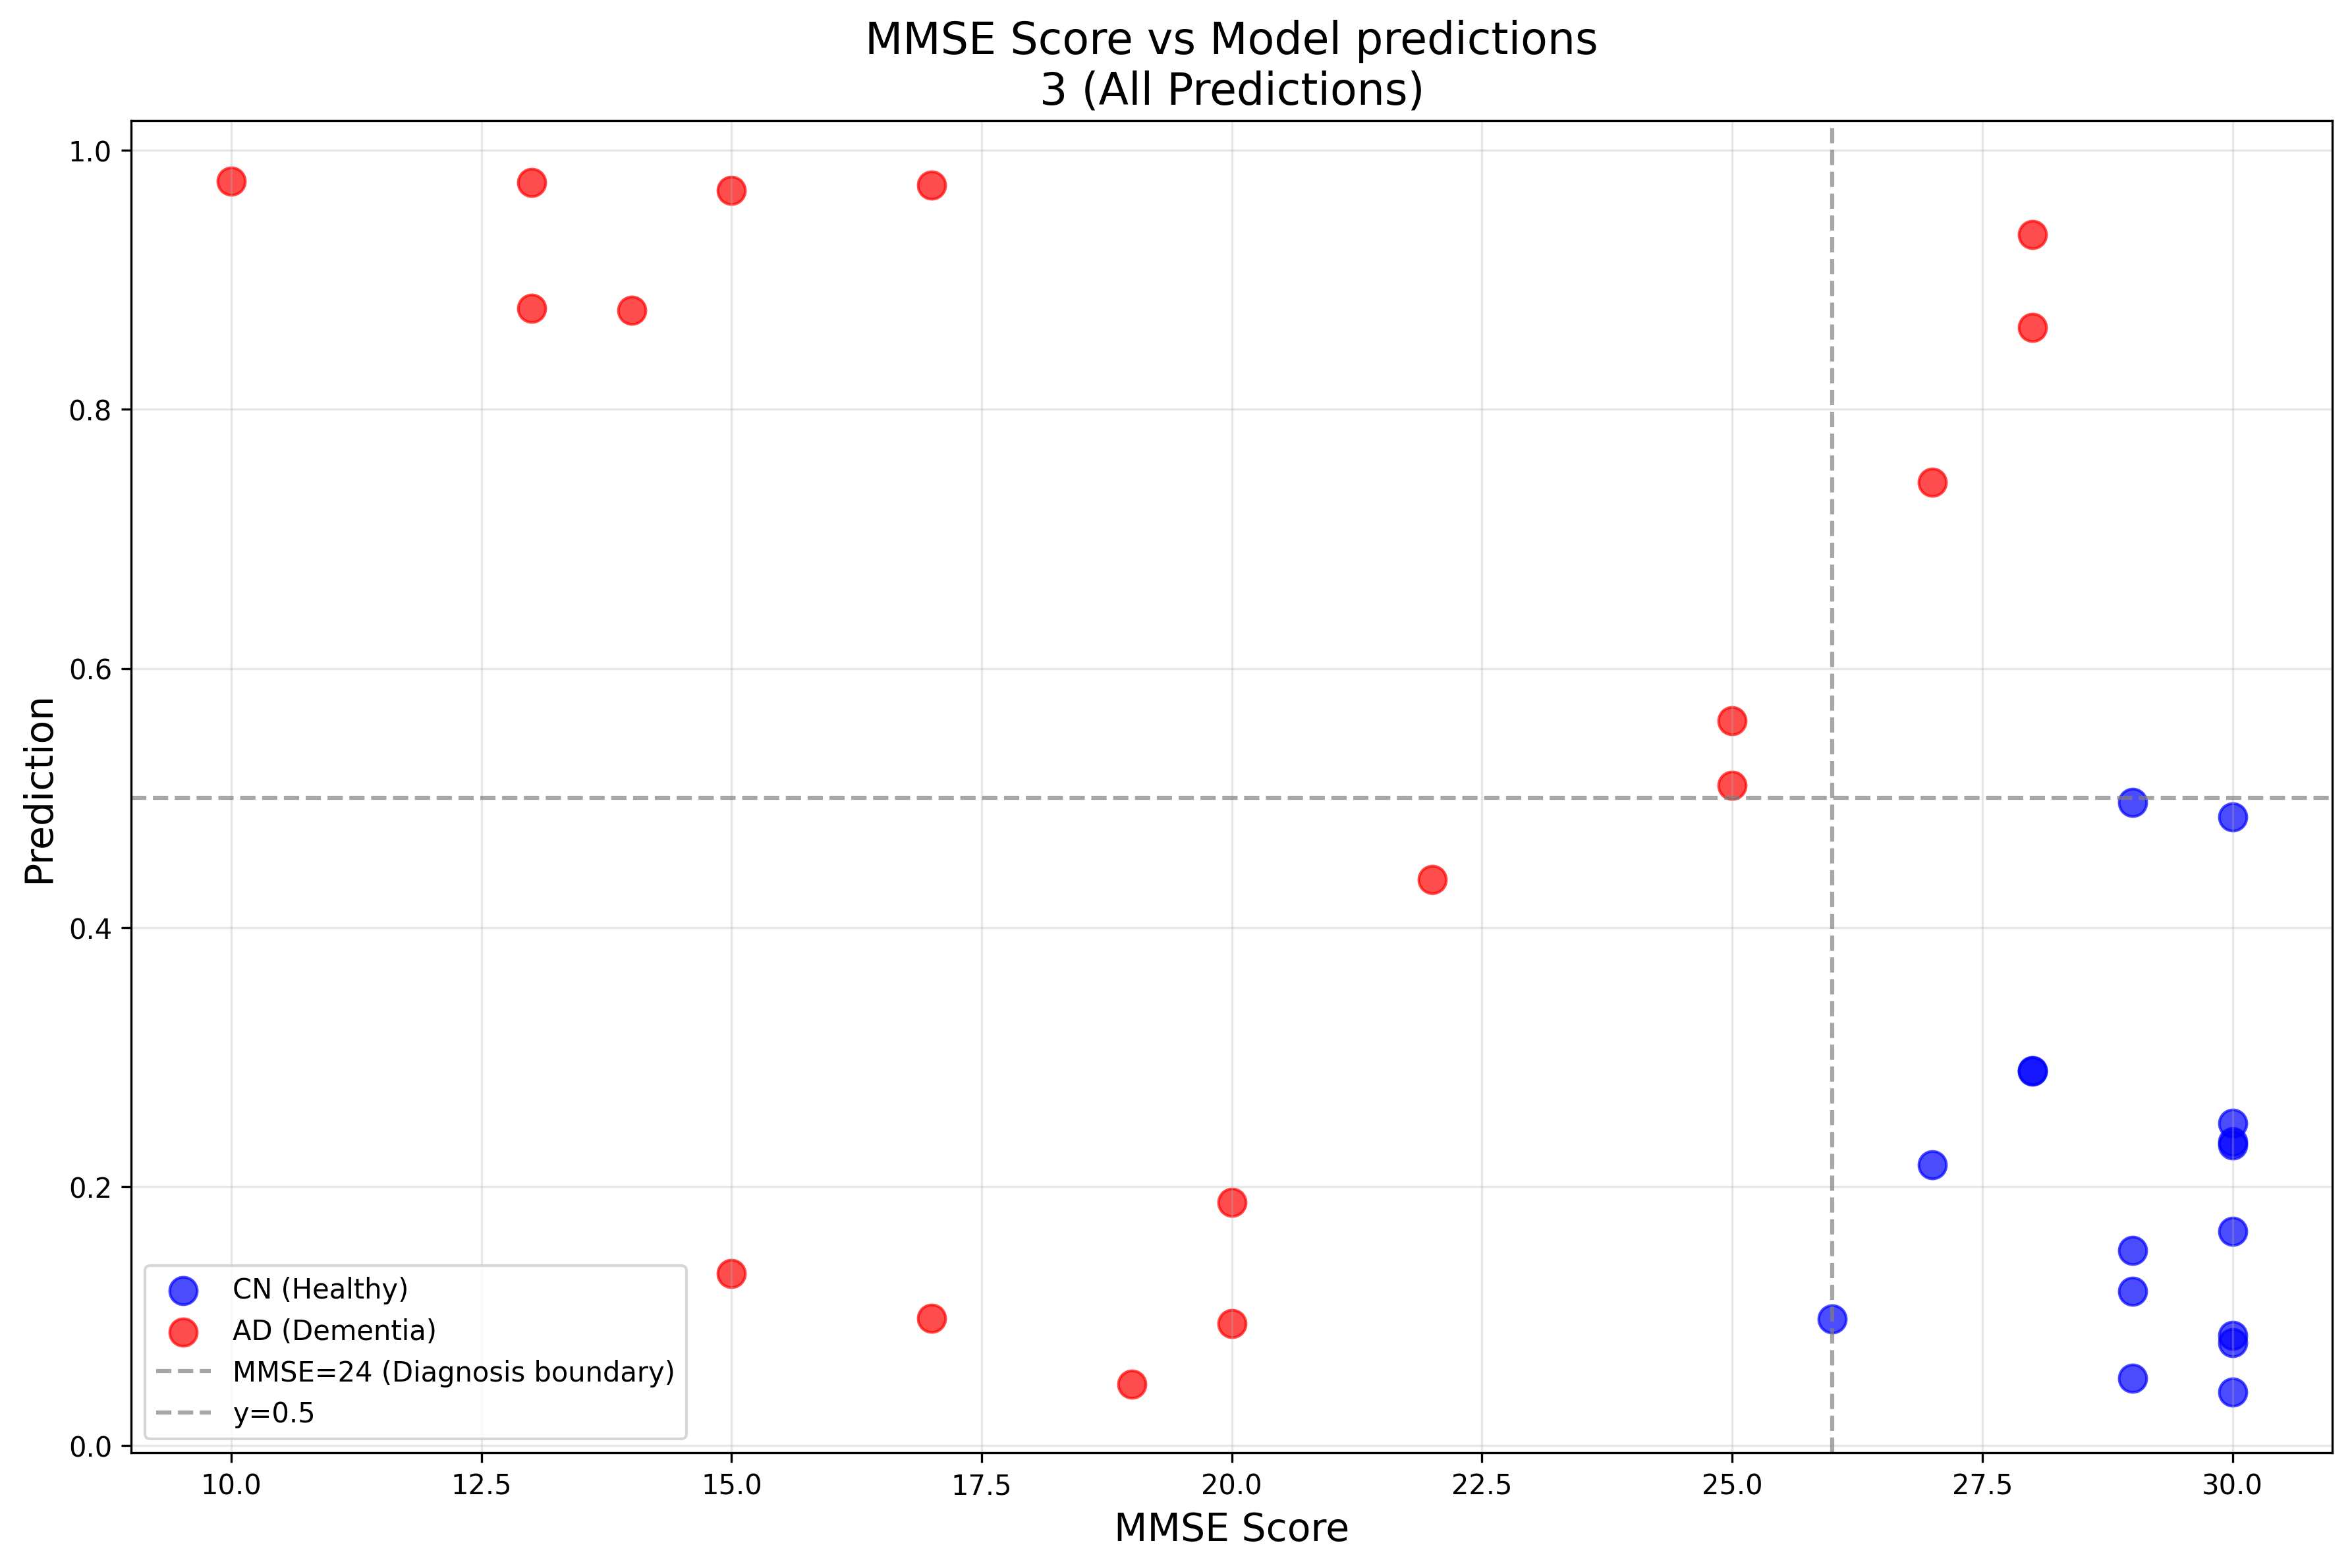 MMSE Score vs Model predictions
3 (All Predictions)
1.0
0.8
0.6
0.4
0.2
0.0
Prediction
CN (Healthy)
AD (Dementia)
MMSE=24 (Diagnosis boundary)
y=0.5
10.0 12.5 15.0 17.5 20.0 22.5 25.0 27.5 30.0
MMSE Score